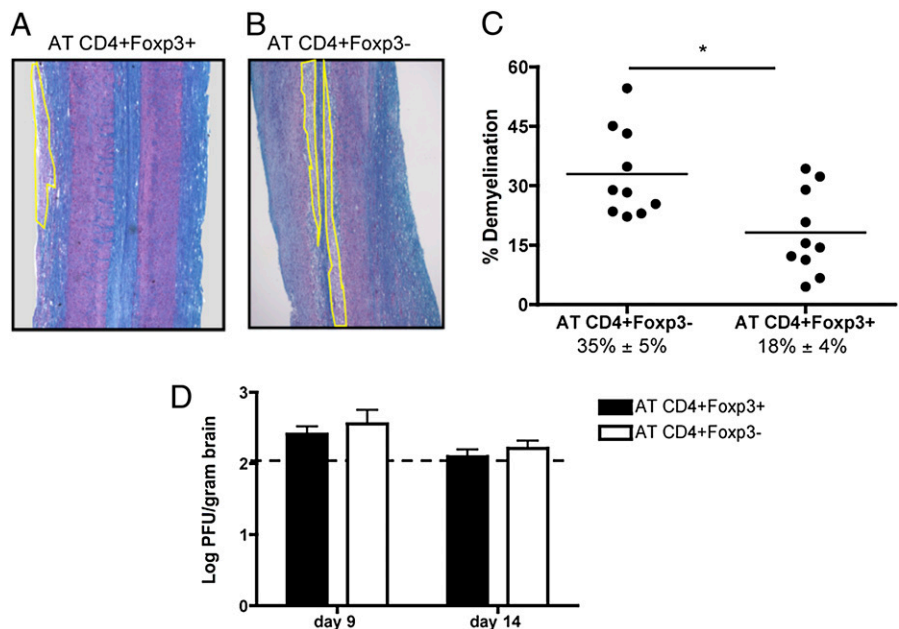 A
AT CD4+Foxp3+
B
AT CD4+Foxp3-
C
*
% Demyelination
60
45
30
15
0
AT CD4+Foxp3-
35% ± 5%
AT CD4+Foxp3+
18% ± 4%
D
Log PFU/gram brain
3
2
1
0
day 9
day 14
AT CD4+Foxp3+
AT CD4+Foxp3-